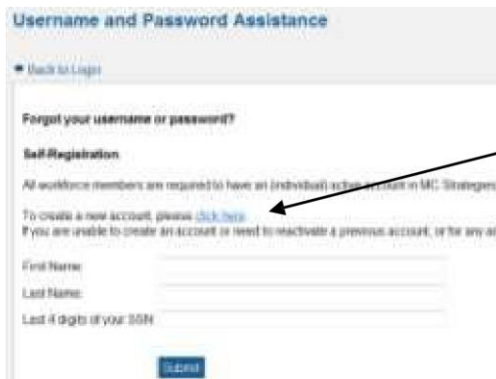 Username and Password Assistance
Back to Login
Forgot your username or password?
Self-Registration
All workforce members are required to have an (individual) active account in MC Strategies
To create a new account, please click here
If you are unable to create an account or need to reactivate a previous account, or for any
First Name:
Last Name:
Last 4 digits of your SSN:
Submit